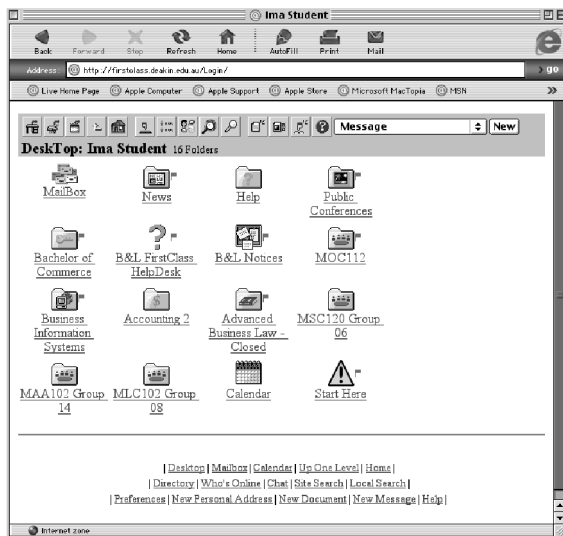 Ima Student
Back Forward Stop Refresh Home AutoFill Print Mail
Address: http://firstclass.deakin.edu.au/Login/ go
Live Home Page Apple Computer Apple Support Apple Store Microsoft MacTopia MSN
Message New
DeskTop: Ima Student 16 Folders
MailBox News Help Public
Conferences
Bachelor of B&L FirstClass B&L Notices MOC112
Commerce HelpDesk
Business Accounting 2 Advanced MSC120 Group
Information Business Law - 06
Systems Closed
MAA102 Group MLC102 Group Calendar Start Here
14 08
| Desktop | Mailbox | Calendar | Up One Level | Home |
| Directory | Who's Online | Chat | Site Search | Local Search |
| Preferences | New Personal Address | New Document | New Message | Help |
Internet zone